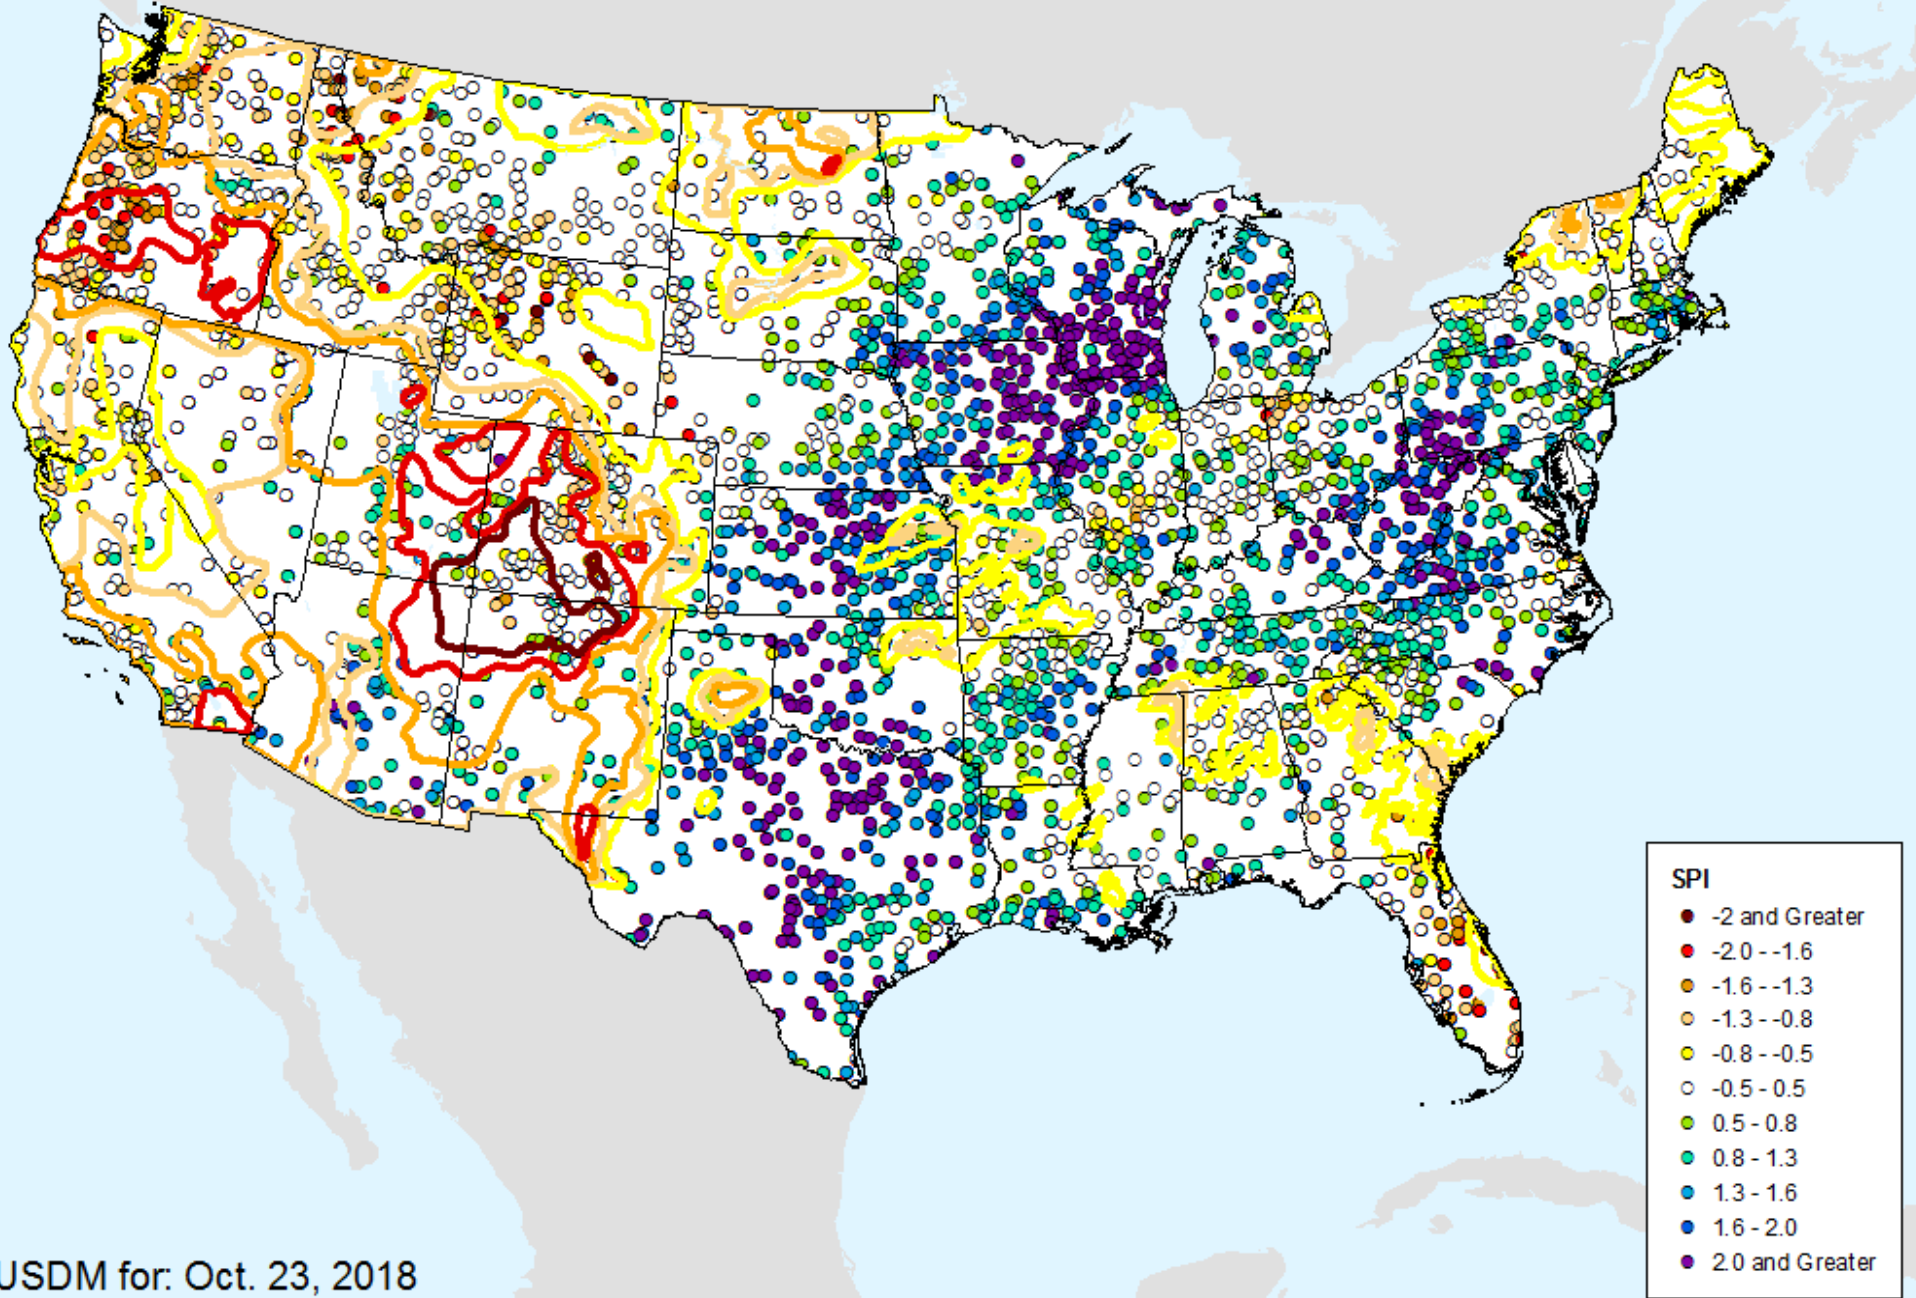 SPI
-2 and Greater
-2.0 - -1.6
-1.6 - -1.3
-1.3 - -0.8
-0.8 - -0.5
-0.5 - 0.5
0.5 - 0.8
0.8 - 1.3
1.3 - 1.6
1.6 - 2.0
2.0 and Greater
USDM for: Oct. 23, 2018